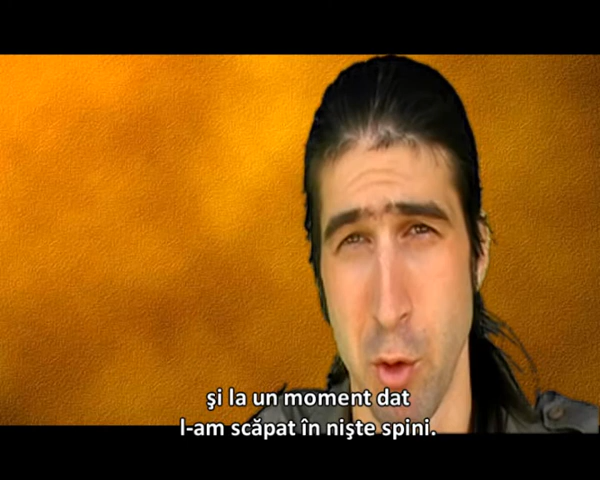 şi la un moment dat
l-am scăpat în nişte spini.